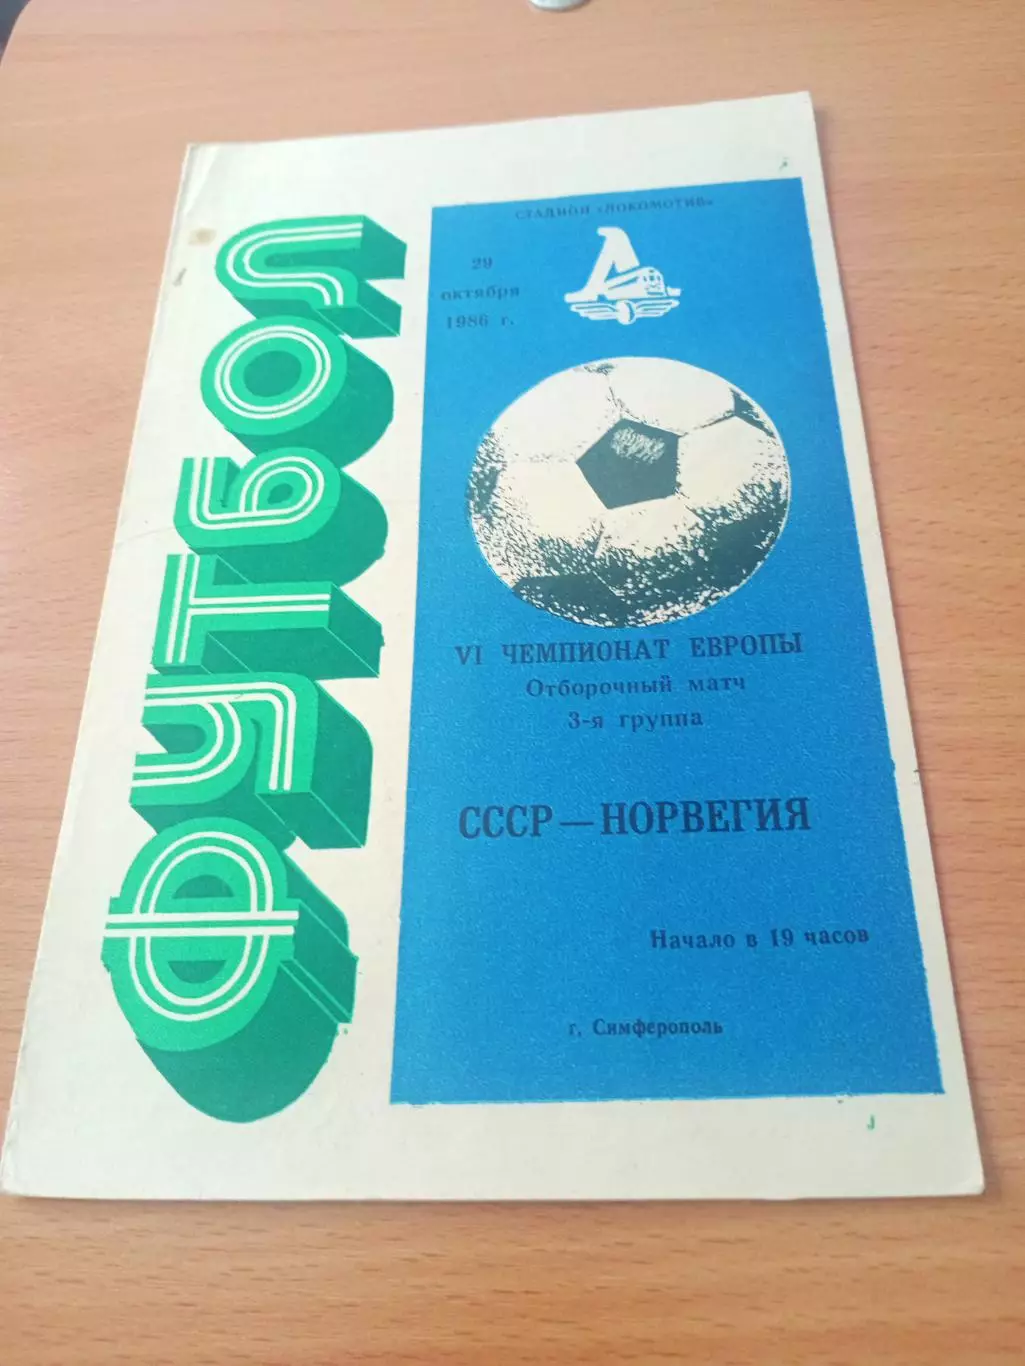 ФУТБОЛ
СТАДИОН «ЛОКОМОТИВ»
29
октября
1986 г.
VI ЧЕМПИОНАТ ЕВРОПЫ
Отборочный матч
3-я группа
СССР — НОРВЕГИЯ
Начало в 19 часов
г. Симферополь